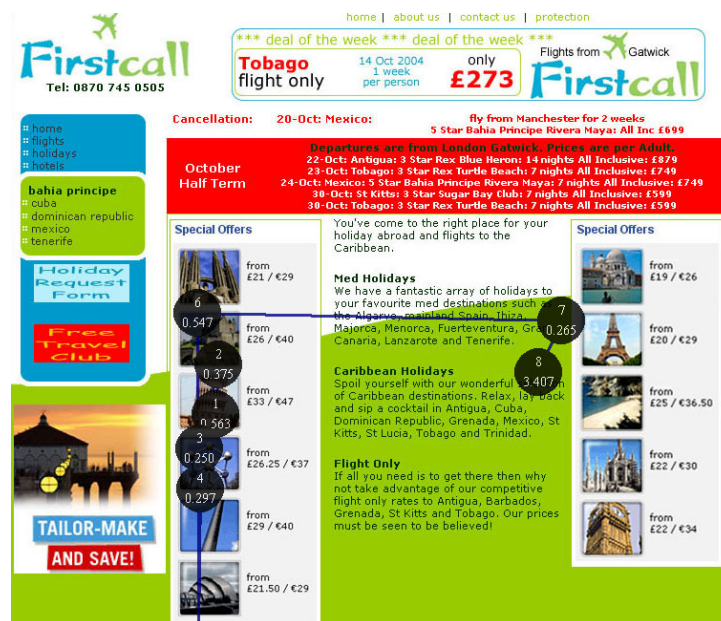 home | about us | contact us | protection
Firstcall
Tel: 0870 745 0505
*** deal of the week *** deal of the week ***
Tobago
flight only
14 Oct 2004
1 week
per person
only
£273
Flights from Gatwick
Firstcall
Cancellation: 20-Oct: Mexico: fly from Manchester for 2 weeks
5 Star Bahia Principe Rivera Maya: All Inc £699
October
Half Term
Departures are from London Gatwick. Prices are per Adult.
22-Oct: Antigua: 3 Star Rex Blue Heron: 14 nights All Inclusive: £879
23-Oct: Tobago: 3 Star Rex Turtle Beach: 7 nights All Inclusive: £749
24-Oct: Mexico: 5 Star Bahia Principe Rivera Maya: 7 nights All Inclusive: £749
30-Oct: St Kitts: 3 Star Sugar Bay Club: 7 nights All Inclusive: £599
30-Oct: Tobago: 3 Star Rex Turtle Beach: 7 nights All Inclusive: £599
home
flights
holidays
hotels
bahia principe
cuba
dominican republic
mexico
tenerife
Holiday
Request
Form
Free
Travel
Club
TAILOR-MAKE
AND SAVE!
Special Offers
from
£21 / €29
from
£26 / €40
from
£33 / €47
from
£26.25 / €37
from
£29 / €40
from
£21.50 / €29
6
0.547
2
0.375
1
0.563
3
0.250
4
0.297
You've come to the right place for your
holiday abroad and flights to the
Caribbean.
Med Holidays
We have a fantastic array of holidays to
your favourite med destinations such as
the Algarve, mainland Spain, Ibiza,
Majorca, Menorca, Fuerteventura, Gran
Canaria, Lanzarote and Tenerife.
Caribbean Holidays
Spoil yourself with our wonderful
of Caribbean destinations. Relax, lay back
and sip a cocktail in Antigua, Cuba,
Dominican Republic, Grenada, Mexico, St
Kitts, St Lucia, Tobago and Trinidad.
Flight Only
If all you need is to get there then why
not take advantage of our competitive
flight only rates to Antigua, Barbados,
Grenada, St Kitts and Tobago. Our prices
must be seen to be believed!
7
0.265
8
3.407
Special Offers
from
£19 / €26
from
£20 / €29
from
£25 / €36.50
from
£22 / €30
from
£22 / €34